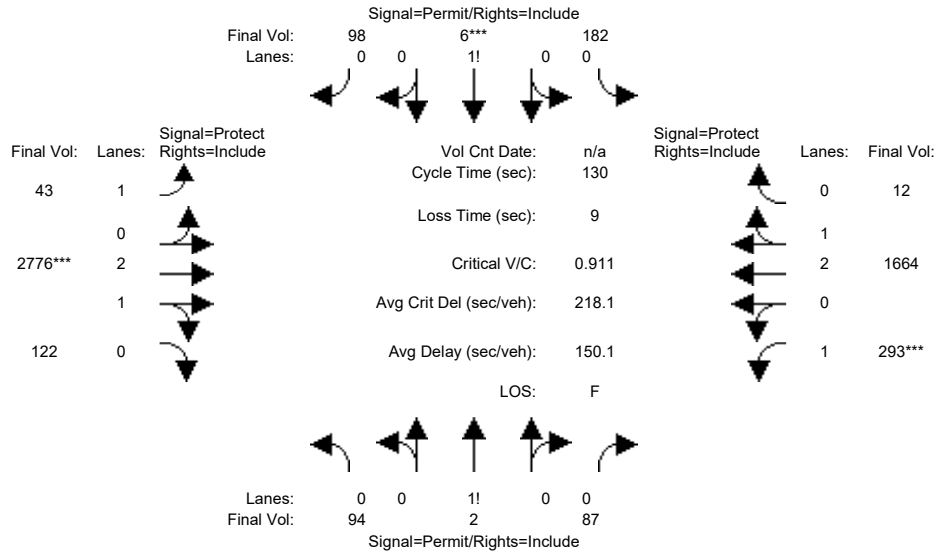 Signal=Permit/Rights=Include
Final Vol: 98 6*** 182
Lanes: 0 0 1! 0 0
Signal=Protect Signal=Protect
Final Vol: Lanes: Rights=Include Vol Cnt Date: n/a Rights=Include Lanes: Final Vol:
Cycle Time (sec): 130
43 1 0 12
Loss Time (sec): 9
0 1
2776*** 2 Critical V/C: 0.911 2 1664
1 Avg Crit Del (sec/veh): 218.1 0
122 0 Avg Delay (sec/veh): 150.1 1 293***
LOS: F
Lanes: 0 0 1! 0 0
Final Vol: 94 2 87
Signal=Permit/Rights=Include